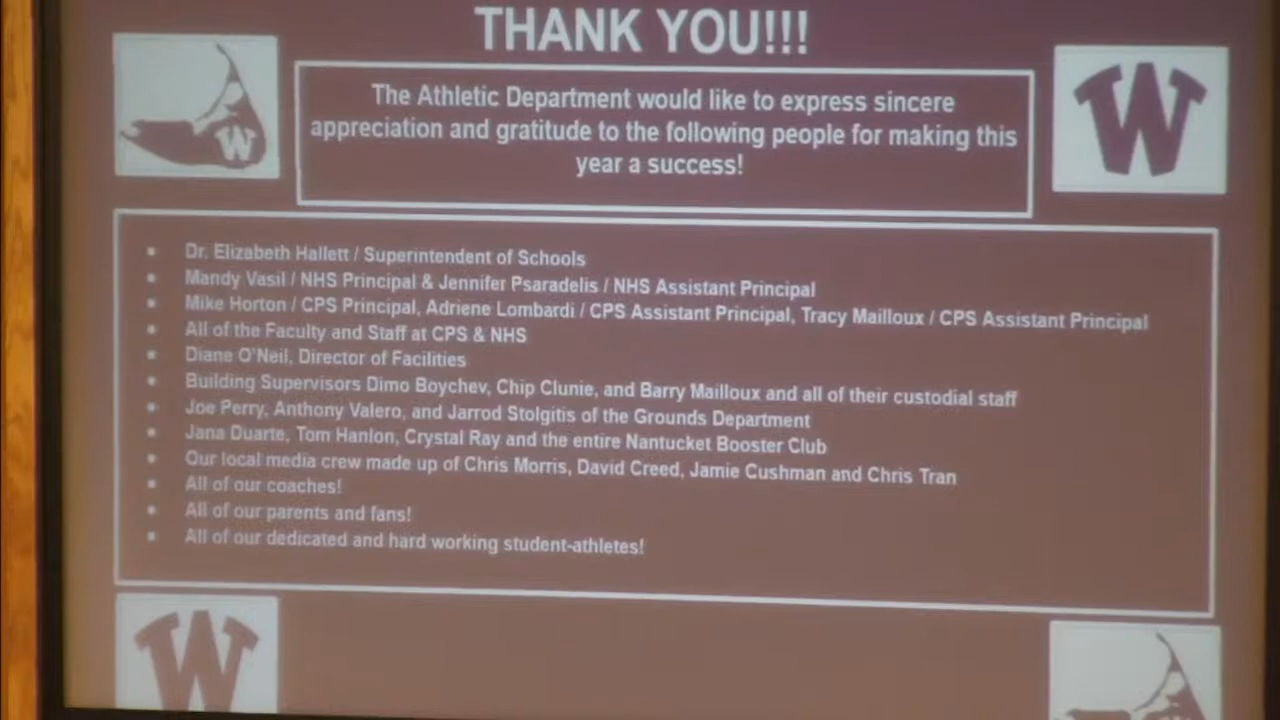 THANK YOU!!!
The Athletic Department would like to express sincere
appreciation and gratitude to the following people for making this
year a success!
W
W
• Dr. Elizabeth Hallett / Superintendent of Schools
• Mandy Vasil / NHS Principal & Jennifer Psaradelis / NHS Assistant Principal
• Mike Horton / CPS Principal, Adriene Lombardi / CPS Assistant Principal, Tracy Mailloux / CPS Assistant Principal
• All of the Faculty and Staff at CPS & NHS
• Diane O'Neil, Director of Facilities
• Building Supervisors Dimo Boychev, Chip Clunie, and Barry Mailloux and all of their custodial staff
• Joe Perry, Anthony Valero, and Jarrod Stolgitis of the Grounds Department
• Jana Duarte, Tom Hanlon, Crystal Ray and the entire Nantucket Booster Club
• Our local media crew made up of Chris Morris, David Creed, Jamie Cushman and Chris Tran
• All of our coaches!
• All of our parents and fans!
• All of our dedicated and hard working student-athletes!
W